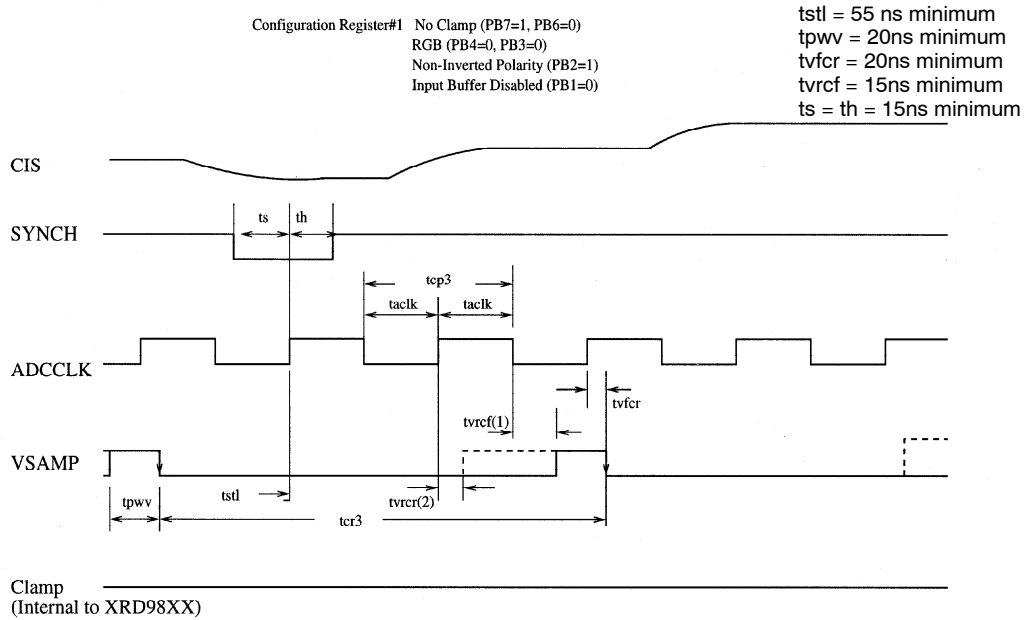 Configuration Register#1 No Clamp (PB7=1, PB6=0)
RGB (PB4=0, PB3=0)
Non-Inverted Polarity (PB2=1)
Input Buffer Disabled (PB1=0)
tstl = 55 ns minimum
tpwv = 20ns minimum
tvfcr = 20ns minimum
tvrcf = 15ns minimum
ts = th = 15ns minimum
CIS
ts th
SYNCH
tcp3
taclk taclk
ADCCLK
tvfcr
tvrcf(1)
VSAMP
tpwv tstl tvrcr(2)
tcr3
Clamp
(Internal to XRD98XX)